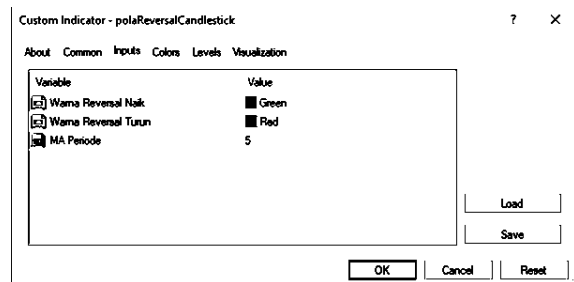 Custom Indicator - polaReversalCandlestick ? ×
About Common Inputs Colors Levels Visualization
Variable Value
Warna Reversal Naik Green
Warna Reversal Turun Red
MA Periode 5
Load
Save
OK Cancel Reset